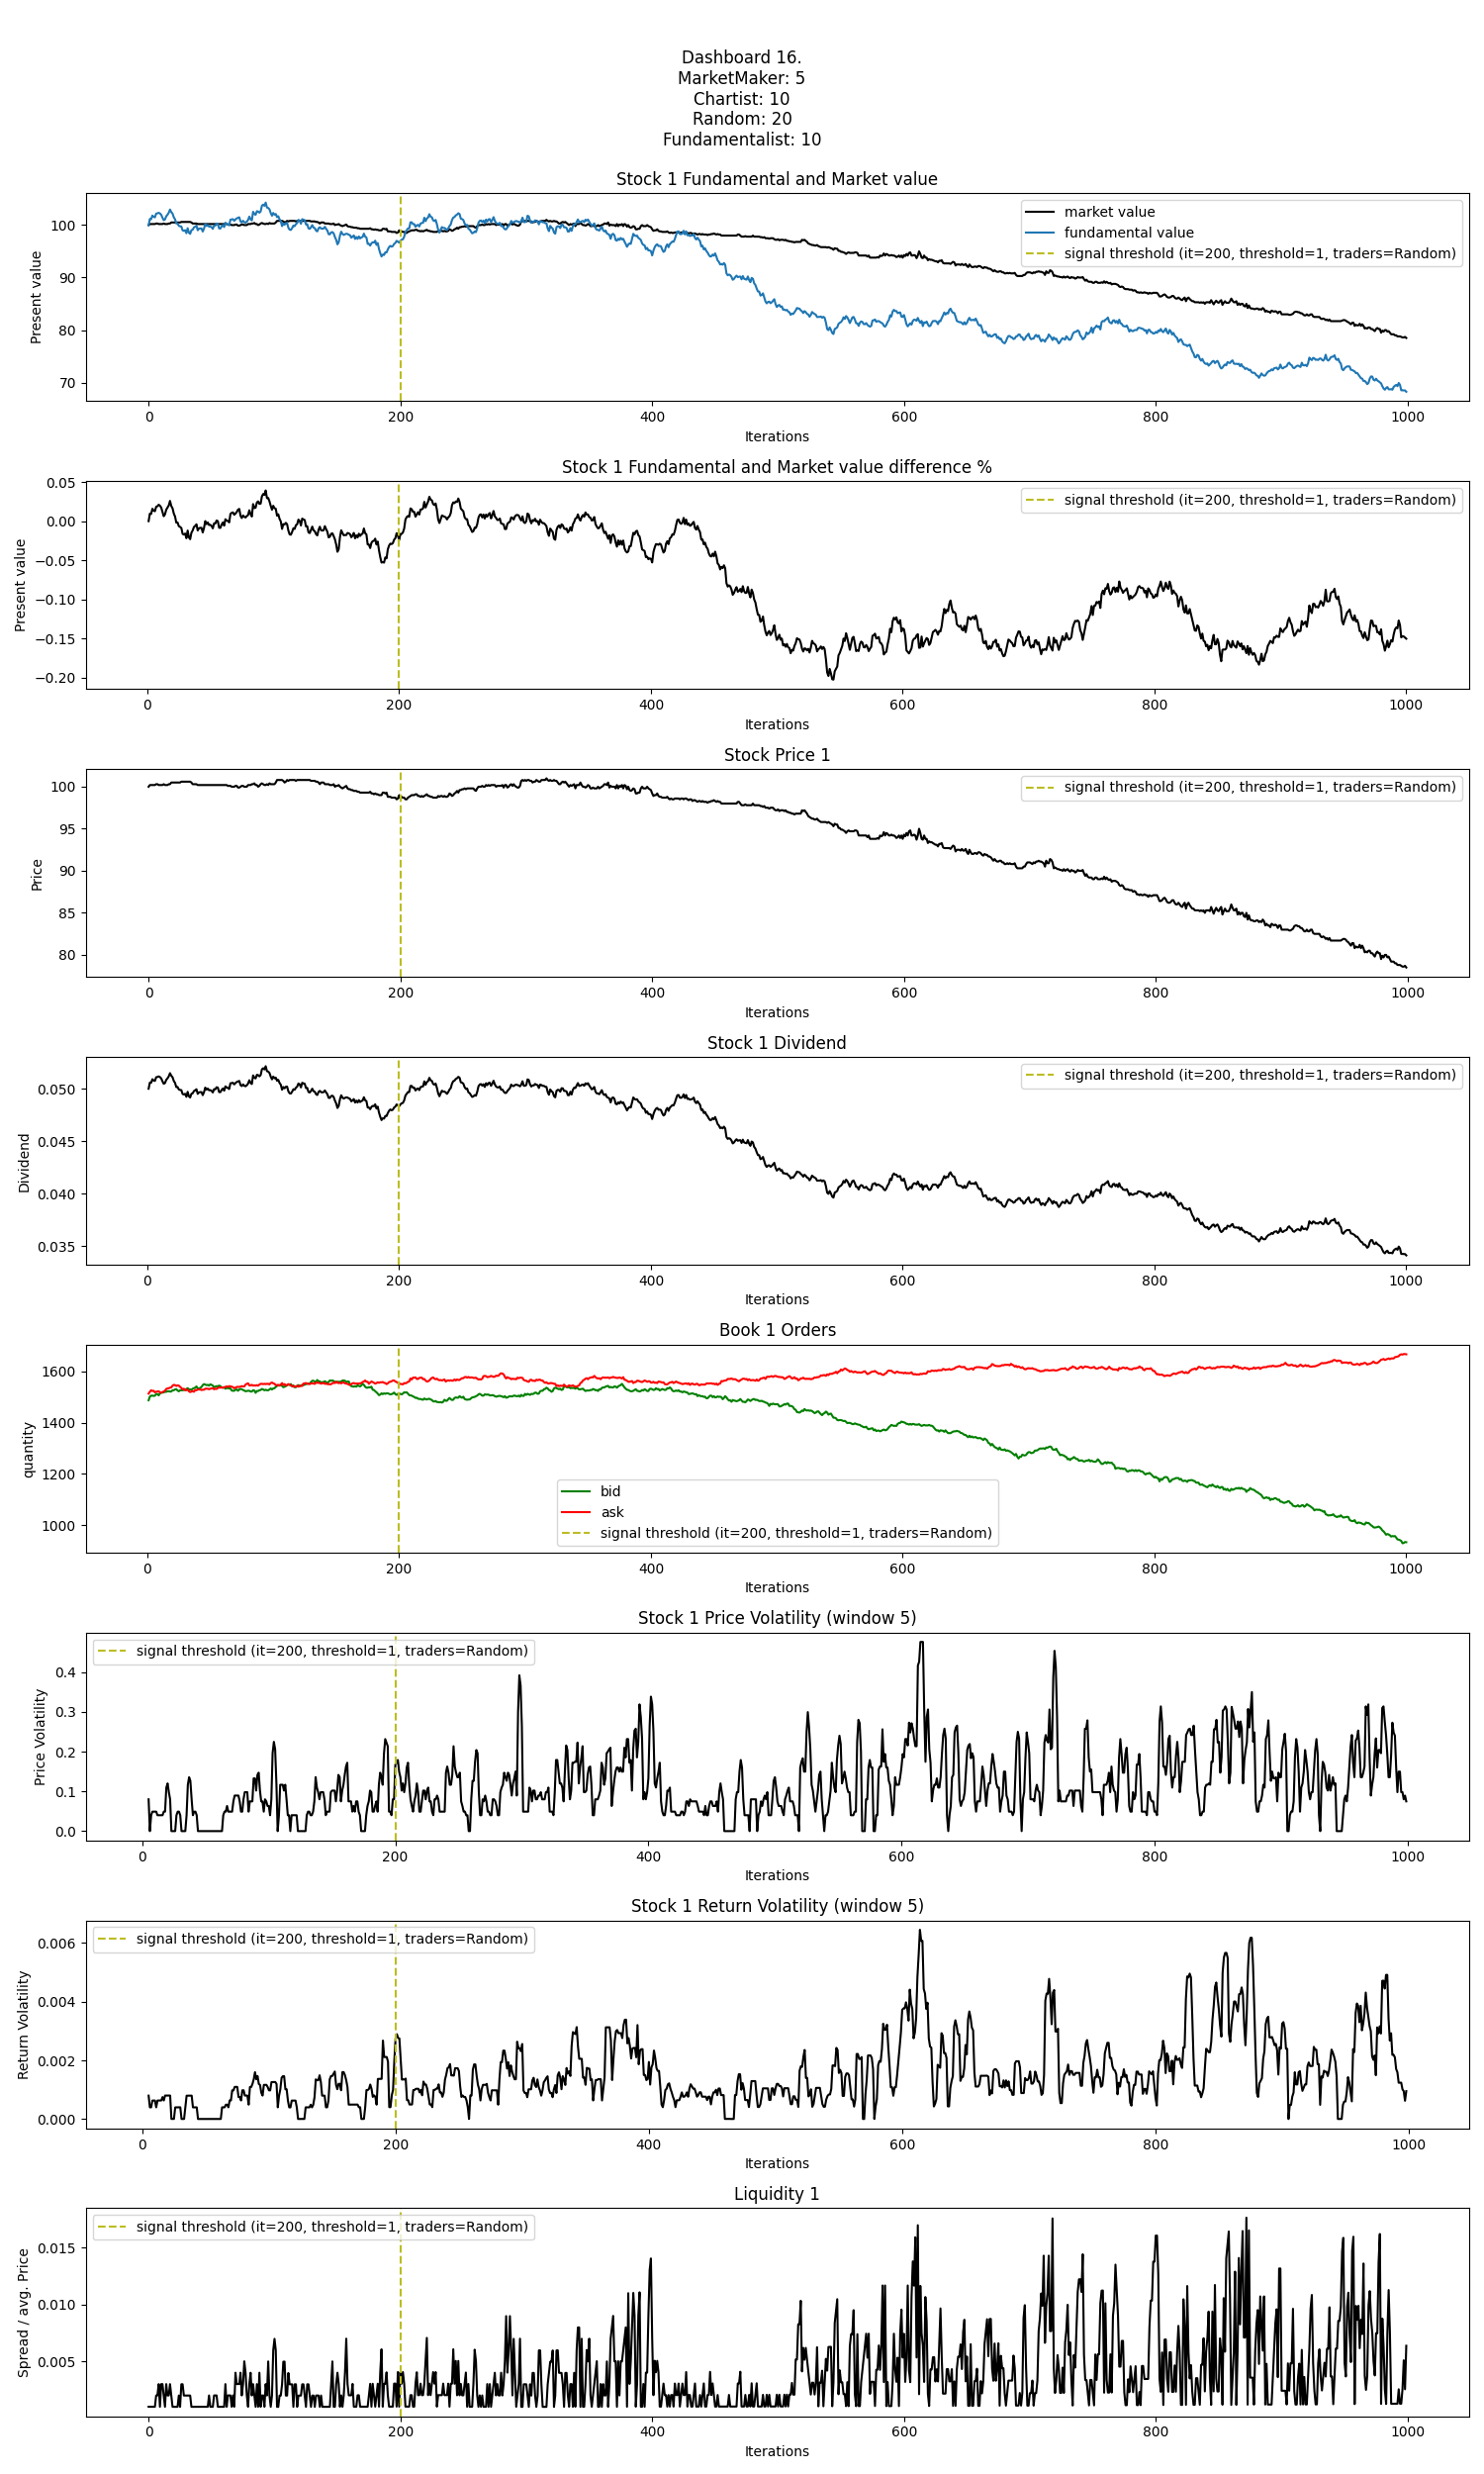 Dashboard 16.
MarketMaker: 5
Chartist: 10
Random: 20
Fundamentalist: 10
Stock 1 Fundamental and Market value
market value
fundamental value
signal threshold (it=200, threshold=1, traders=Random)
Present value
100
90
80
70
0 200 400 600 800 1000
Iterations
Stock 1 Fundamental and Market value difference %
signal threshold (it=200, threshold=1, traders=Random)
Present value
0.05
0.00
−0.05
−0.10
−0.15
−0.20
0 200 400 600 800 1000
Iterations
Stock Price 1
signal threshold (it=200, threshold=1, traders=Random)
Price
100
95
90
85
80
0 200 400 600 800 1000
Iterations
Stock 1 Dividend
signal threshold (it=200, threshold=1, traders=Random)
Dividend
0.050
0.045
0.040
0.035
0 200 400 600 800 1000
Iterations
Book 1 Orders
quantity
1600
1400
1200
1000
bid
ask
signal threshold (it=200, threshold=1, traders=Random)
0 200 400 600 800 1000
Iterations
Stock 1 Price Volatility (window 5)
signal threshold (it=200, threshold=1, traders=Random)
Price Volatility
0.4
0.3
0.2
0.1
0.0
0 200 400 600 800 1000
Iterations
Stock 1 Return Volatility (window 5)
signal threshold (it=200, threshold=1, traders=Random)
Return Volatility
0.006
0.004
0.002
0.000
0 200 400 600 800 1000
Iterations
Liquidity 1
signal threshold (it=200, threshold=1, traders=Random)
Spread / avg. Price
0.015
0.010
0.005
0 200 400 600 800 1000
Iterations